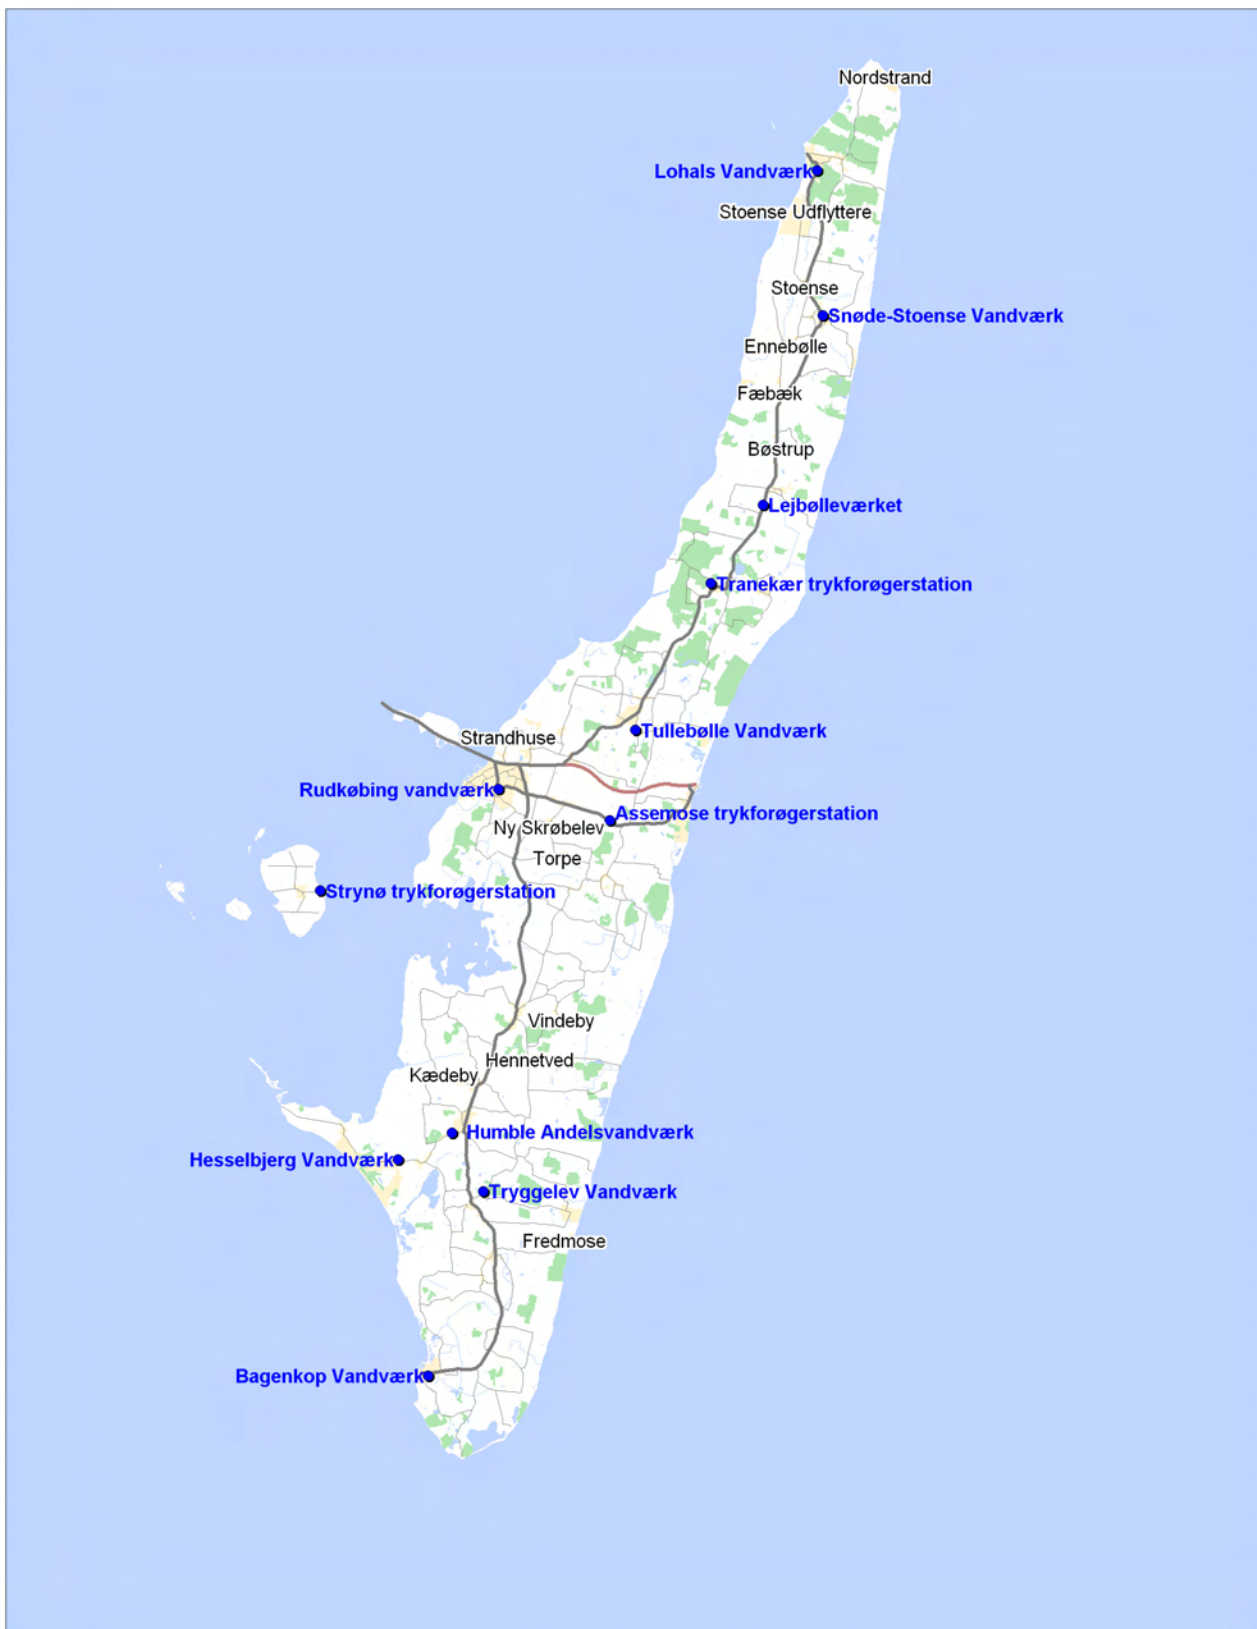 Nordstrand
Lohals Vandværk
Stoense Udflyttere
Stoense
Snøde-Stoense Vandværk
Ennebølle
Fæbæk
Bøstrup
Lejbølleværket
Tranekær trykforøgerstation
Tullebølle Vandværk
Strandhuse
Rudkøbing vandværk
Assemose trykforøgerstation
Ny Skrøbelev
Torpe
Strynø trykforøgerstation
Vindeby
Hennetved
Kædeby
Humble Andelsvandværk
Hesselbjerg Vandværk
Tryggelev Vandværk
Fredmose
Bagenkop Vandværk